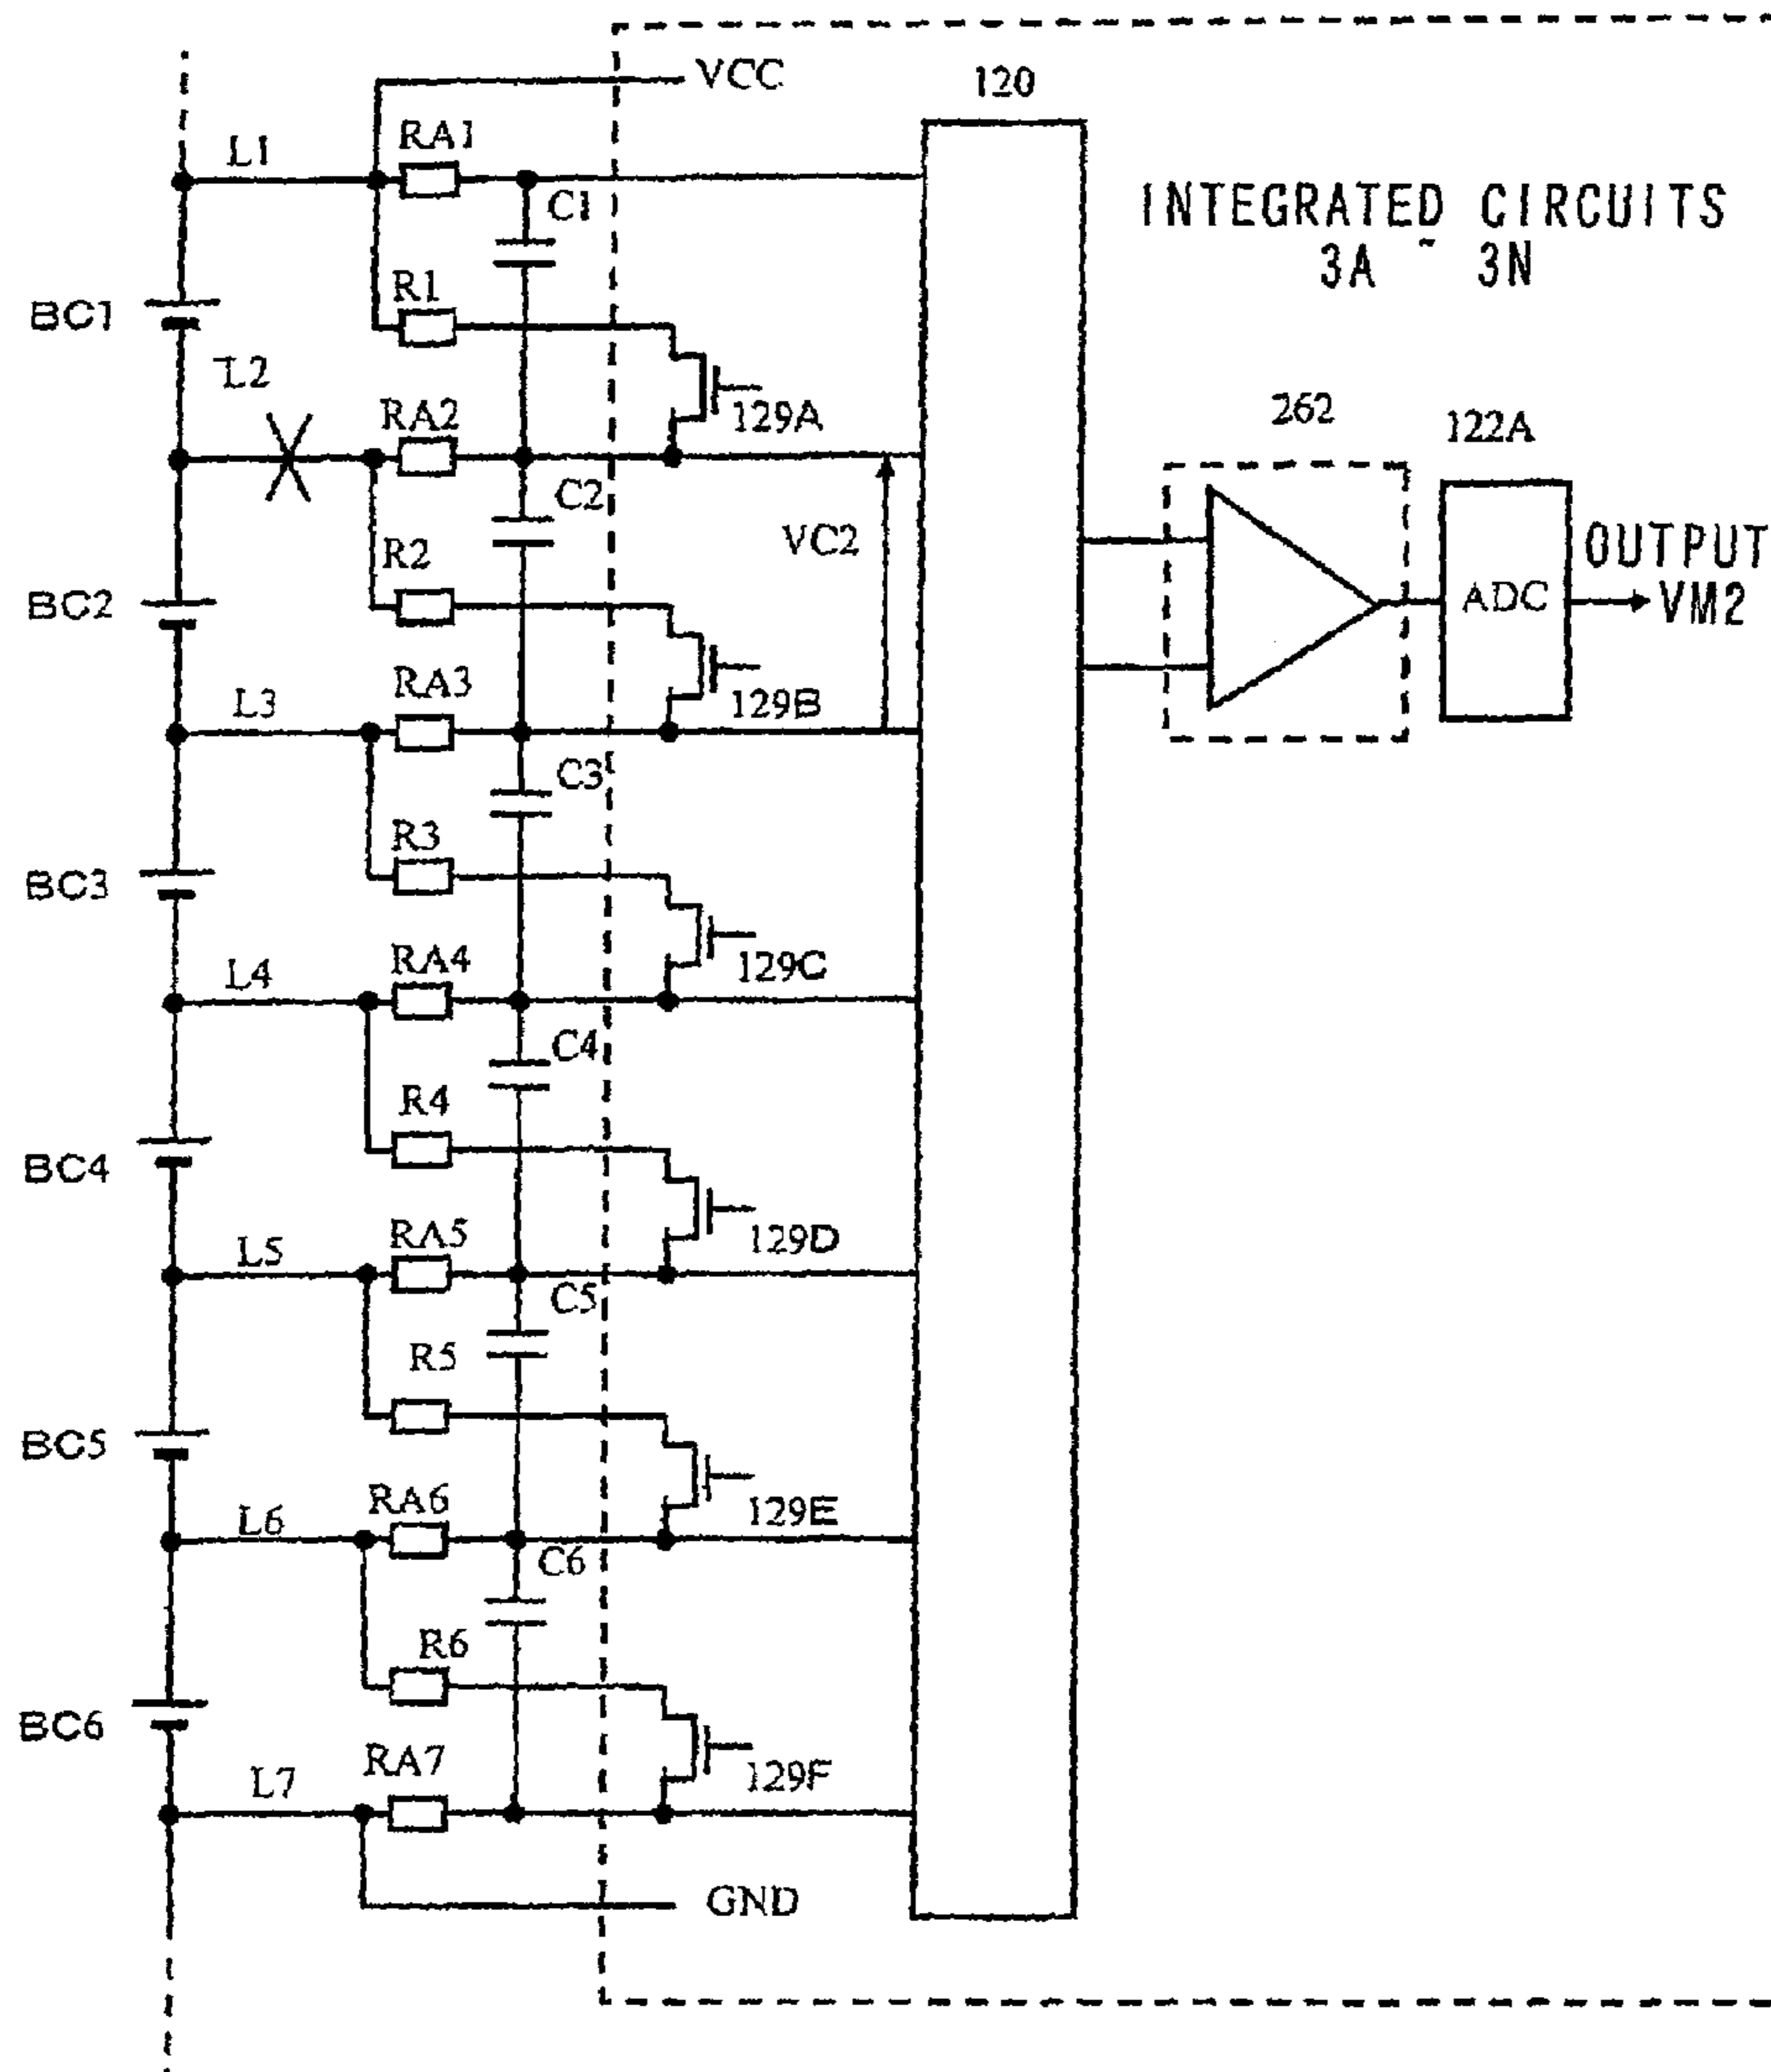 VCC
120
RA1
L1
C1
INTEGRATED CIRCUITS
3A ~ 3N
R1
BC1
L2
RA2
129A
262
122A
C2
VC2
OUTPUT
R2
BC2
ADC
VM2
RA3
L3
129B
C3
R3
BC3
RA4
L4
129C
C4
R4
BC4
RA5
L5
129D
C5
R5
BC5
RA6
L6
129E
C6
R6
BC6
RA7
L7
129F
GND